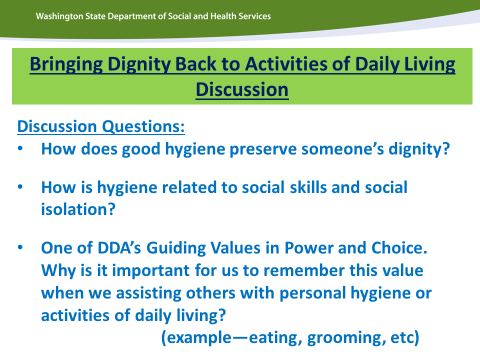 Washington State Department of Social and Health Services
Bringing Dignity Back to Activities of Daily Living
Discussion
Discussion Questions:
• How does good hygiene preserve someone's dignity?
• How is hygiene related to social skills and social
isolation?
• One of DDA's Guiding Values in Power and Choice.
Why is it important for us to remember this value
when we assisting others with personal hygiene or
activities of daily living?
(example—eating, grooming, etc)